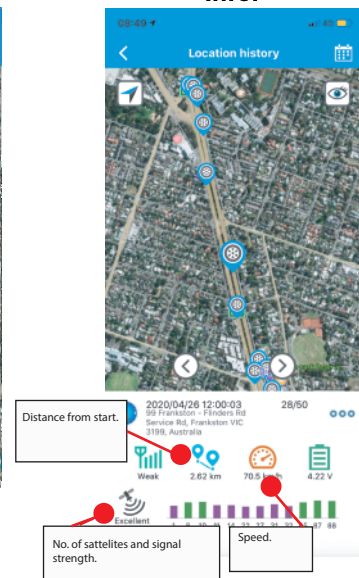 08:49
Location history
2020/04/26 12:00:03 28/50
99 Frankston - Flinders Rd
Service Rd, Frankston VIC
3199, Australia
Distance from start.
Weak 2.62 km 70.5 km/h 4.22 V
Excellent
87 88
No. of sattelites and signal
strength.
Speed.